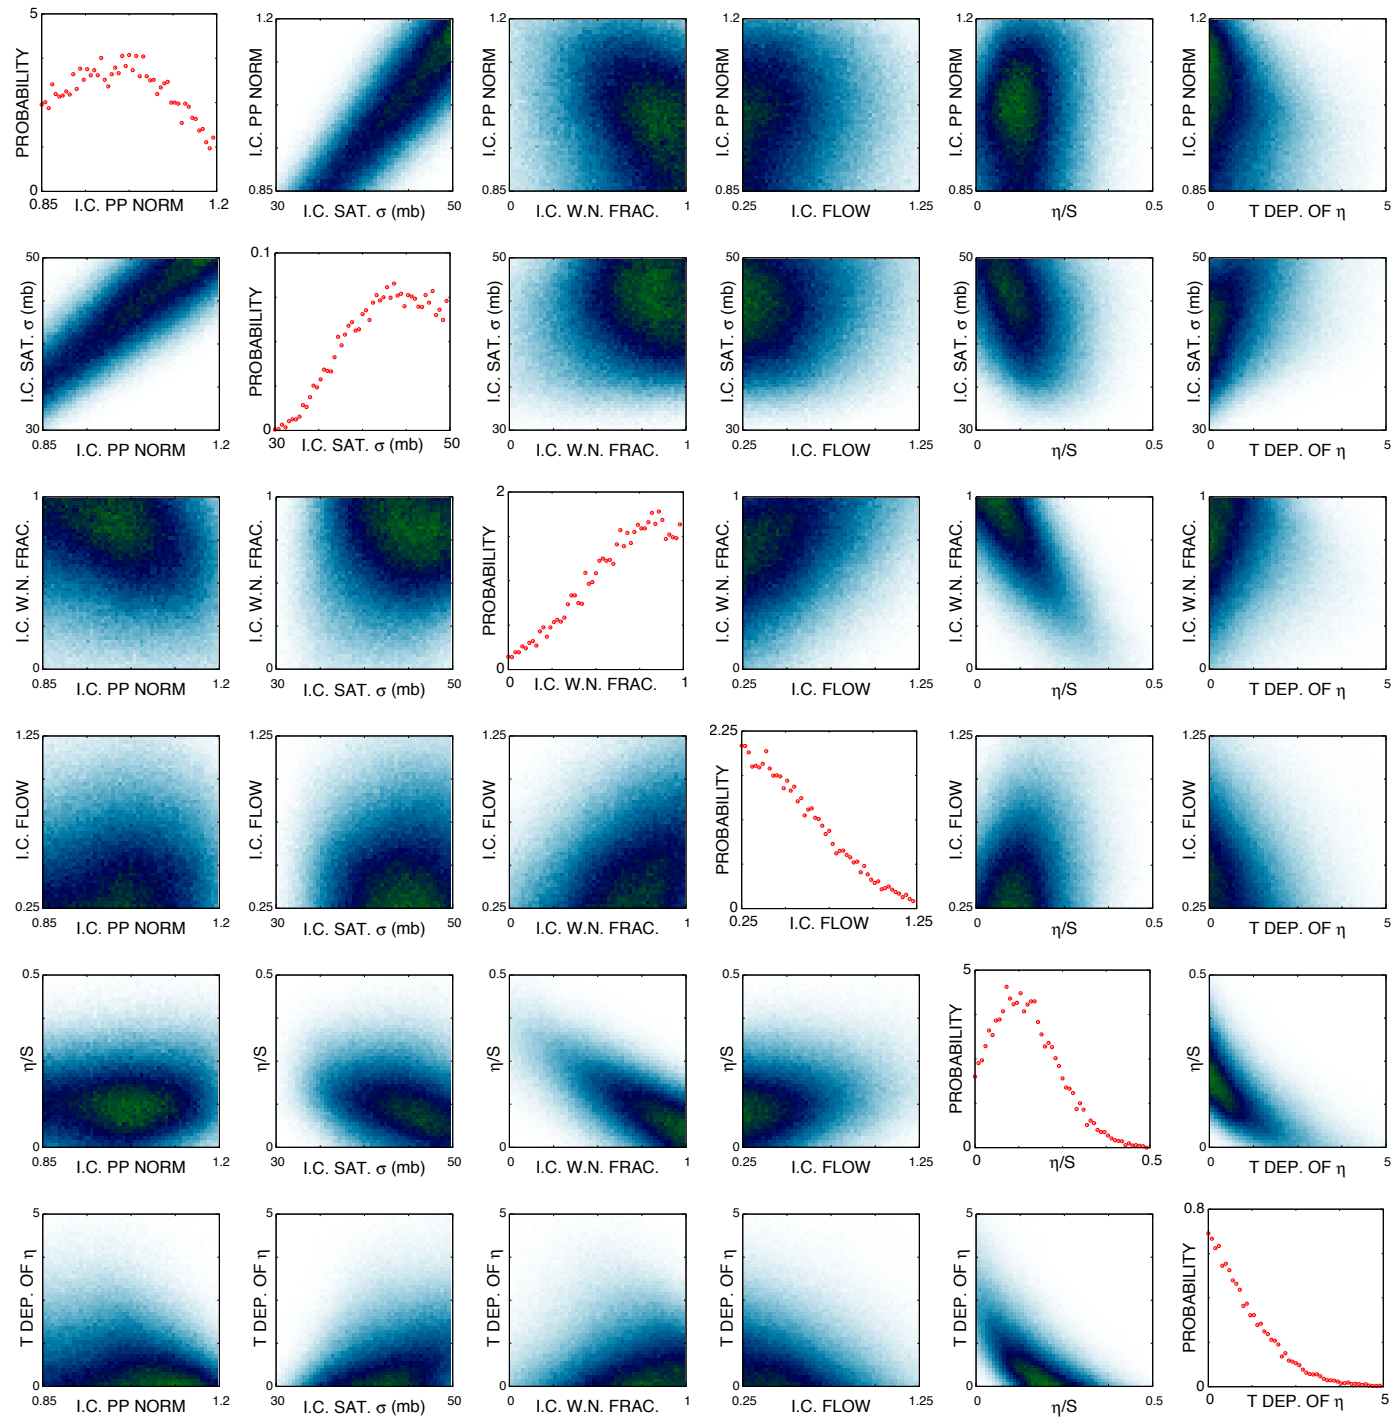 5
PROBABILITY
0
0.85 I.C. PP NORM 1.2
1.2
I.C. PP NORM
0.85
30 I.C. SAT. σ (mb) 50
1.2
I.C. PP NORM
0.85
0 I.C. W.N. FRAC. 1
1.2
I.C. PP NORM
0.85
0.25 I.C. FLOW 1.25
1.2
I.C. PP NORM
0.85
0 η/S 0.5
1.2
I.C. PP NORM
0.85
0 T DEP. OF η 5
50
I.C. SAT. σ (mb)
30
0.85 I.C. PP NORM 1.2
0.1
PROBABILITY
0
30 I.C. SAT. σ (mb) 50
50
I.C. SAT. σ (mb)
30
0 I.C. W.N. FRAC. 1
50
I.C. SAT. σ (mb)
30
0.25 I.C. FLOW 1.25
50
I.C. SAT. σ (mb)
30
0 η/S 0.5
50
I.C. SAT. σ (mb)
30
0 T DEP. OF η 5
1
I.C. W.N. FRAC.
0
0.85 I.C. PP NORM 1.2
1
I.C. W.N. FRAC.
0
30 I.C. SAT. σ (mb) 50
2
PROBABILITY
0
0 I.C. W.N. FRAC. 1
1
I.C. W.N. FRAC.
0
0.25 I.C. FLOW 1.25
1
I.C. W.N. FRAC.
0
0 η/S 0.5
1
I.C. W.N. FRAC.
0
0 T DEP. OF η 5
1.25
I.C. FLOW
0.25
0.85 I.C. PP NORM 1.2
1.25
I.C. FLOW
0.25
30 I.C. SAT. σ (mb) 50
1.25
I.C. FLOW
0.25
0 I.C. W.N. FRAC. 1
2.25
PROBABILITY
0
0.25 I.C. FLOW 1.25
1.25
I.C. FLOW
0.25
0 η/S 0.5
1.25
I.C. FLOW
0.25
0 T DEP. OF η 5
0.5
η/S
0
0.85 I.C. PP NORM 1.2
0.5
η/S
0
30 I.C. SAT. σ (mb) 50
0.5
η/S
0
0 I.C. W.N. FRAC. 1
0.5
η/S
0
0.25 I.C. FLOW 1.25
5
PROBABILITY
0
0 η/S 0.5
0.5
η/S
0
0 T DEP. OF η 5
5
T DEP. OF η
0
0.85 I.C. PP NORM 1.2
5
T DEP. OF η
0
30 I.C. SAT. σ (mb) 50
5
T DEP. OF η
0
0 I.C. W.N. FRAC. 1
5
T DEP. OF η
0
0.25 I.C. FLOW 1.25
5
T DEP. OF η
0
0 η/S 0.5
0.8
PROBABILITY
0
0 T DEP. OF η 5